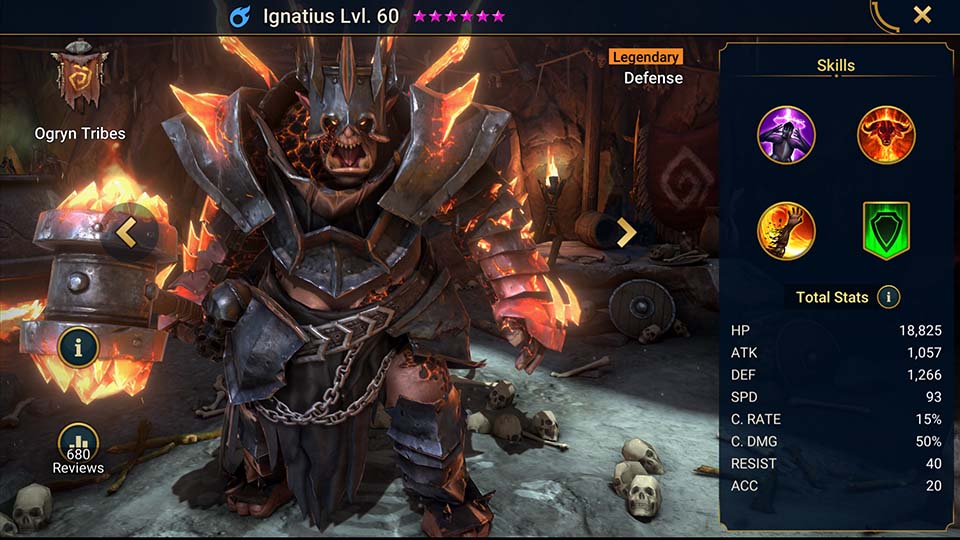 Ignatius Lvl. 60
Legendary
Defense
Ogryn Tribes
680
Reviews
Skills
Total Stats
HP 18,825
ATK 1,057
DEF 1,266
SPD 93
C. RATE 15%
C. DMG 50%
RESIST 40
ACC 20